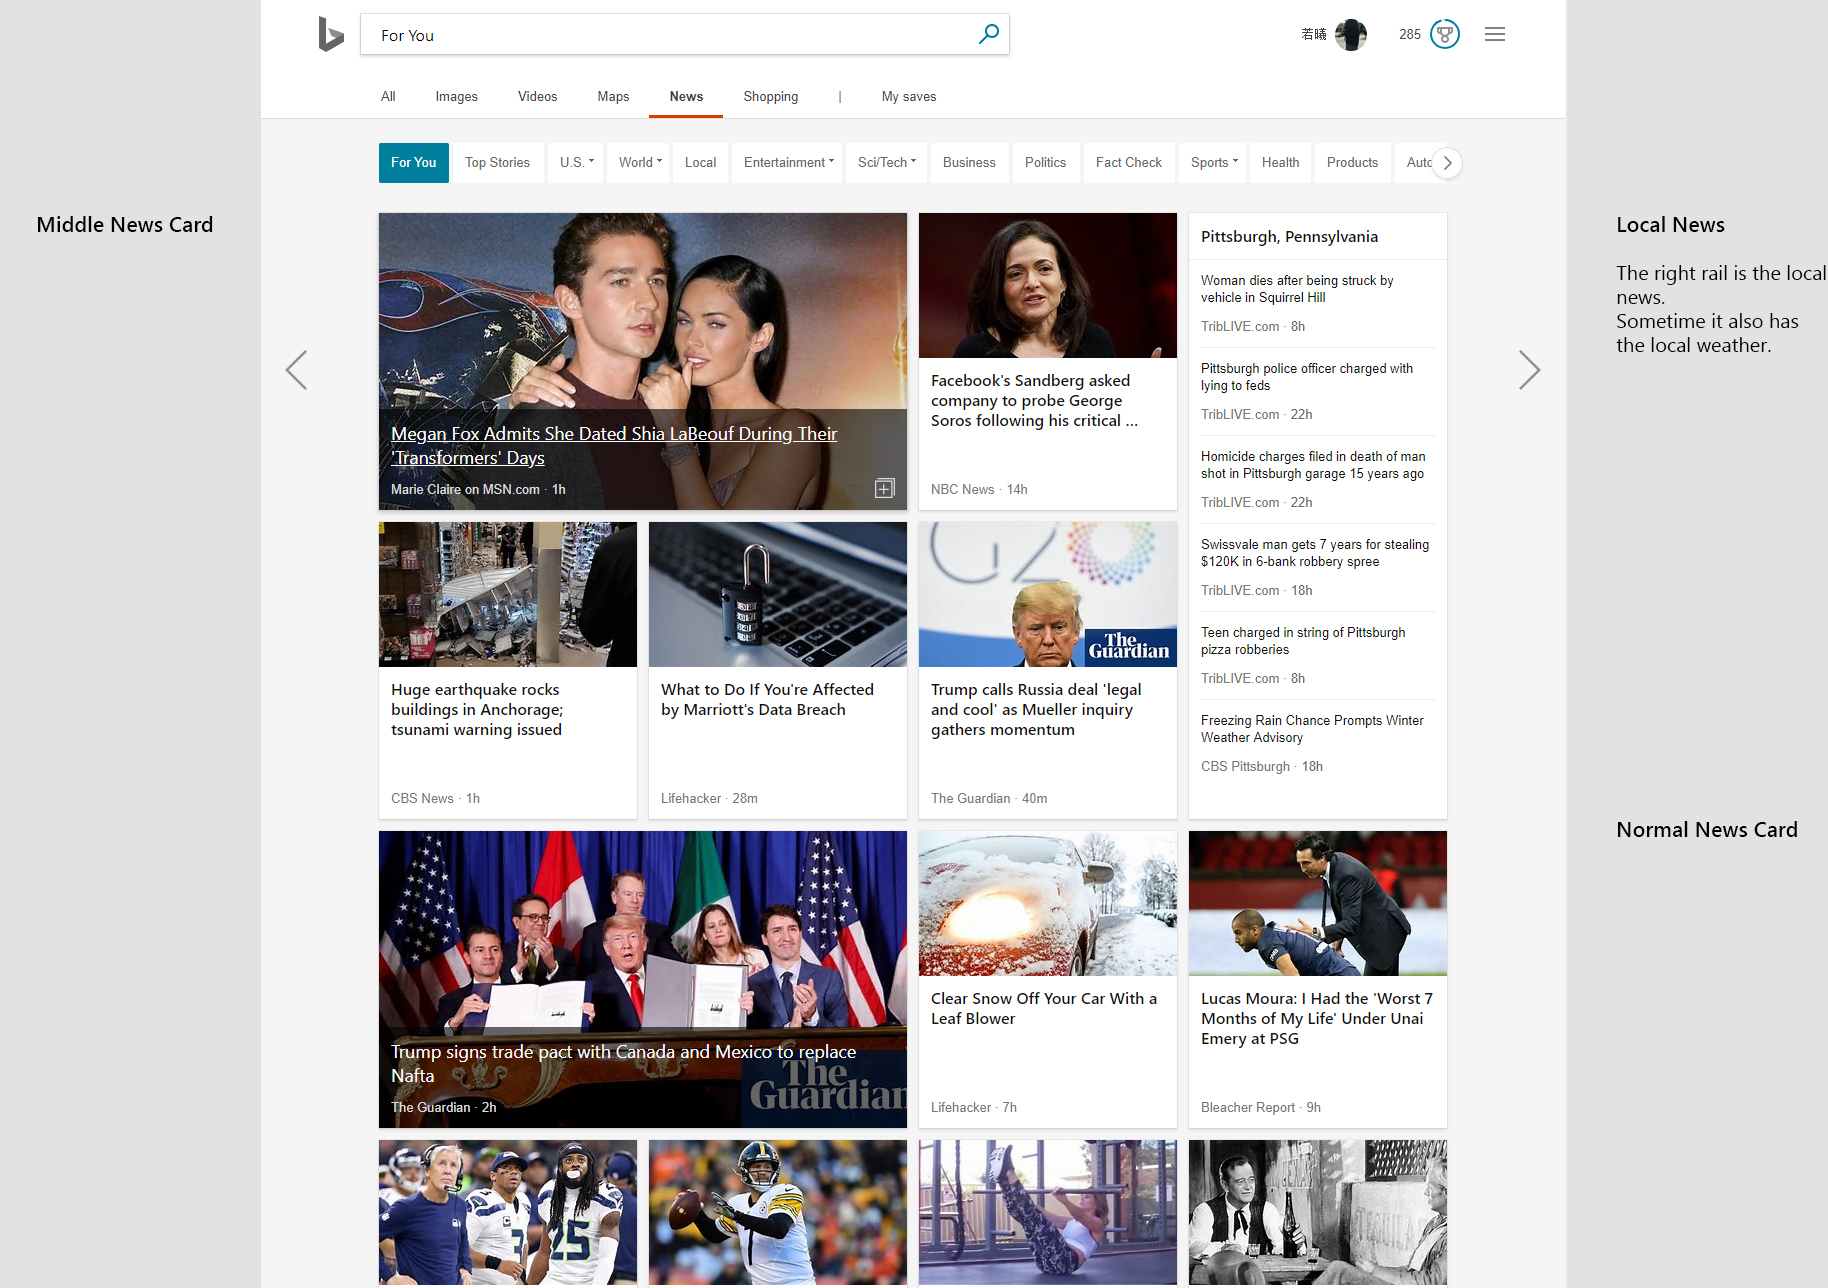 For You
若曦
285
All
Images
Videos
Maps
News
Shopping
|
My saves
For You
Top Stories
U.S.
World
Local
Entertainment
Sci/Tech
Business
Politics
Fact Check
Sports
Health
Products
Middle News Card
Megan Fox Admits She Dated Shia LaBeouf During Their
'Transformers' Days
Marie Claire on MSN.com · 1h
Facebook's Sandberg asked
company to probe George
Soros following his critical ...
NBC News · 14h
Pittsburgh, Pennsylvania
Woman dies after being struck by
vehicle in Squirrel Hill
TribLIVE.com · 8h
Pittsburgh police officer charged with
lying to feds
TribLIVE.com · 22h
Homicide charges filed in death of man
shot in Pittsburgh garage 15 years ago
TribLIVE.com · 22h
Swissvale man gets 7 years for stealing
$120K in 6-bank robbery spree
TribLIVE.com · 18h
Teen charged in string of Pittsburgh
pizza robberies
TribLIVE.com · 8h
Freezing Rain Chance Prompts Winter
Weather Advisory
CBS Pittsburgh · 18h
Local News
The right rail is the local
news.
Sometime it also has
the local weather.
Huge earthquake rocks
buildings in Anchorage;
tsunami warning issued
CBS News · 1h
What to Do If You're Affected
by Marriott's Data Breach
Lifehacker · 28m
G20
The
Guardian
Trump calls Russia deal 'legal
and cool' as Mueller inquiry
gathers momentum
The Guardian · 40m
Normal News Card
Trump signs trade pact with Canada and Mexico to replace
Nafta
The Guardian · 2h
The
Guardian
Clear Snow Off Your Car With a
Leaf Blower
Lifehacker · 7h
Lucas Moura: I Had the 'Worst 7
Months of My Life' Under Unai
Emery at PSG
Bleacher Report · 9h
3
25
7